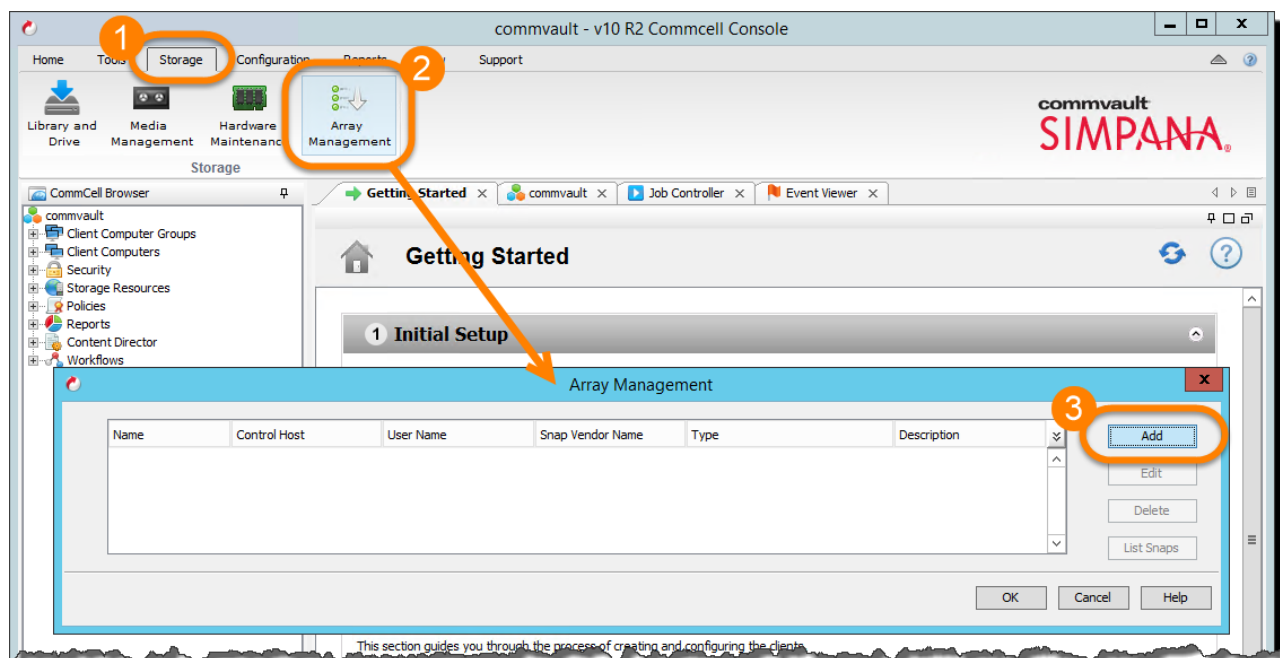 commvault - v10 R2 Commcell Console
1
Home Tools Storage Configuration Reports Support
2
Library and Drive
Media Management
Hardware Maintenance
Array Management
Storage
commvault
SIMPANA®
CommCell Browser
Getting Started commvault Job Controller Event Viewer
commvault
Client Computer Groups
Client Computers
Security
Storage Resources
Policies
Reports
Content Director
Workflows
Getting Started
1 Initial Setup
Array Management
3
Name Control Host User Name Snap Vendor Name Type Description
Add
Edit
Delete
List Snaps
OK Cancel Help
This section guides you through the process of creating and configuring the clients